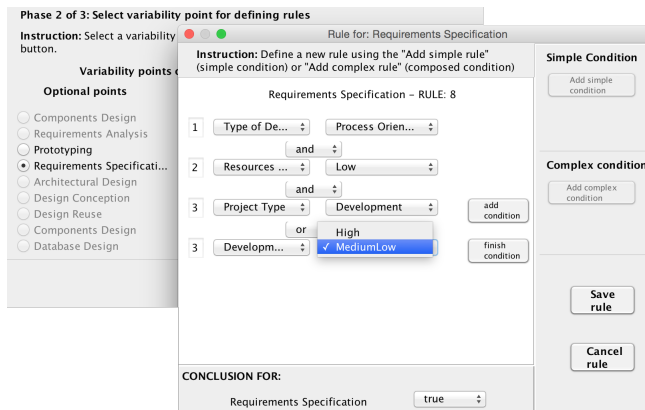 Phase 2 of 3: Select variability point for defining rules
Instruction: Select a variability
button.
Variability points
Optional points
Components Design
Requirements Analysis
Prototyping
Requirements Specificati...
Architectural Design
Design Conception
Design Reuse
Components Design
Database Design
Rule for: Requirements Specification
Instruction: Define a new rule using the "Add simple rule"
(simple condition) or "Add complex rule" (composed condition)
Requirements Specification – RULE: 8
1 Type of De... Process Orien...
and
2 Resources ... Low
and
3 Project Type Development
add
condition
or
High
3 Developm... ✓ MediumLow
finish
condition
CONCLUSION FOR:
Requirements Specification true
Simple Condition
Add simple
condition
Complex condition
Add complex
condition
Save
rule
Cancel
rule